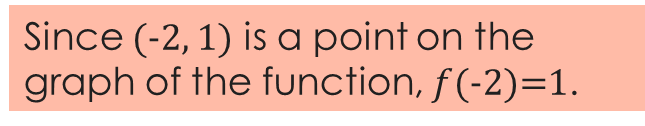 Since (-2, 1) is a point on the
graph of the function, f(-2)=1.